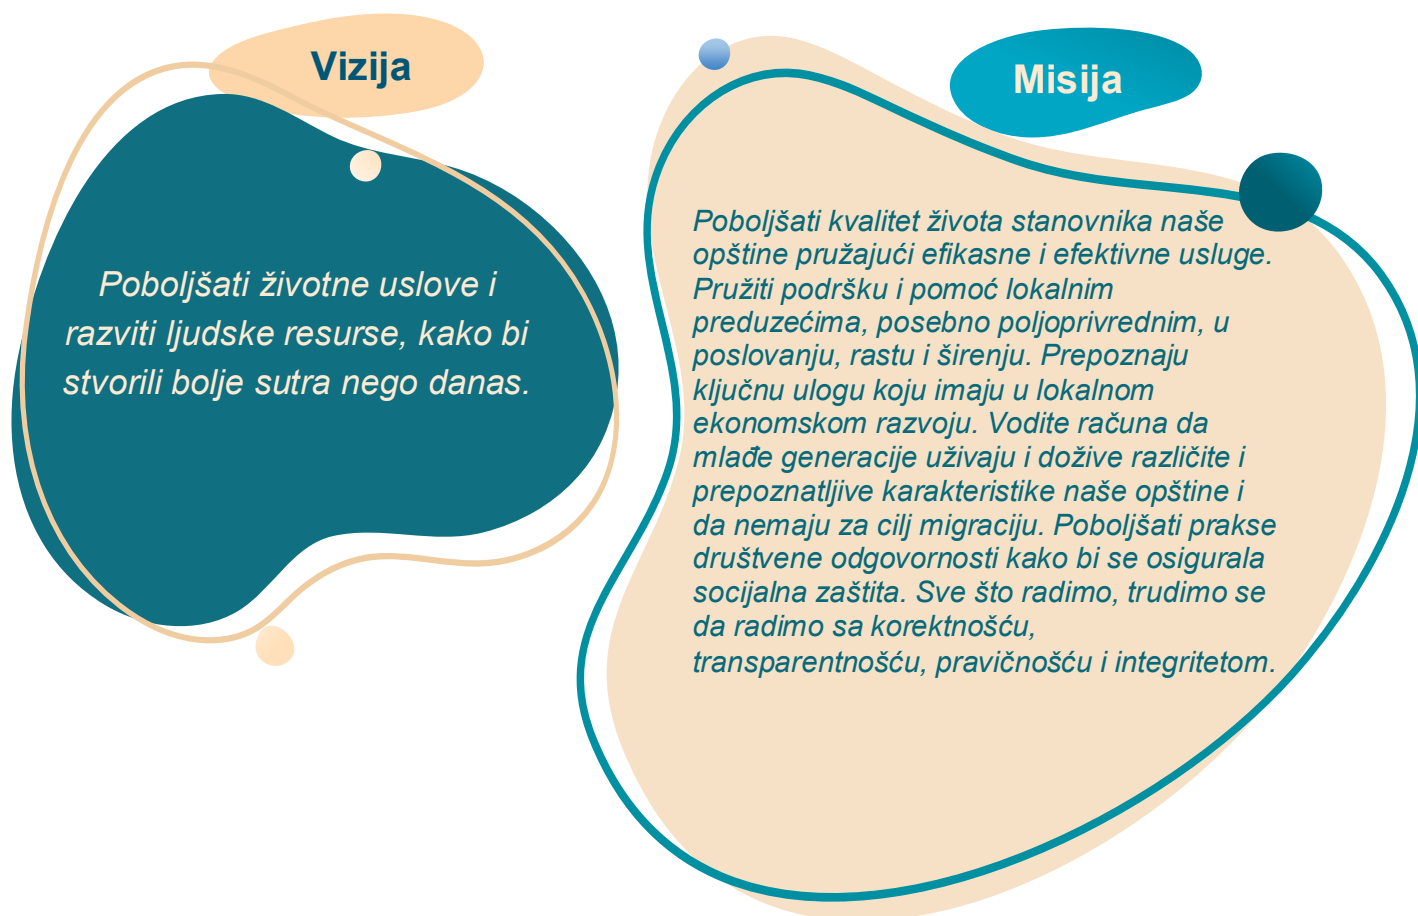 Vizija
Poboljšati životne uslove i
razviti ljudske resurse, kako bi
stvorili bolje sutra nego danas.
Misija
Poboljšati kvalitet života stanovnika naše
opštine pružajući efikasne i efektivne usluge.
Pružiti podršku i pomoć lokalnim
preduzećima, posebno poljoprivrednim, u
poslovanju, rastu i širenju. Prepoznaju
ključnu ulogu koju imaju u lokalnom
ekonomskom razvoju. Vodite računa da
mlađe generacije uživaju i dožive različite i
prepoznatljive karakteristike naše opštine i
da nemaju za cilj migraciju. Poboljšati prakse
društvene odgovornosti kako bi se osigurala
socijalna zaštita. Sve što radimo, trudimo se
da radimo sa korektnošću,
transparentnošću, pravičnošću i integritetom.